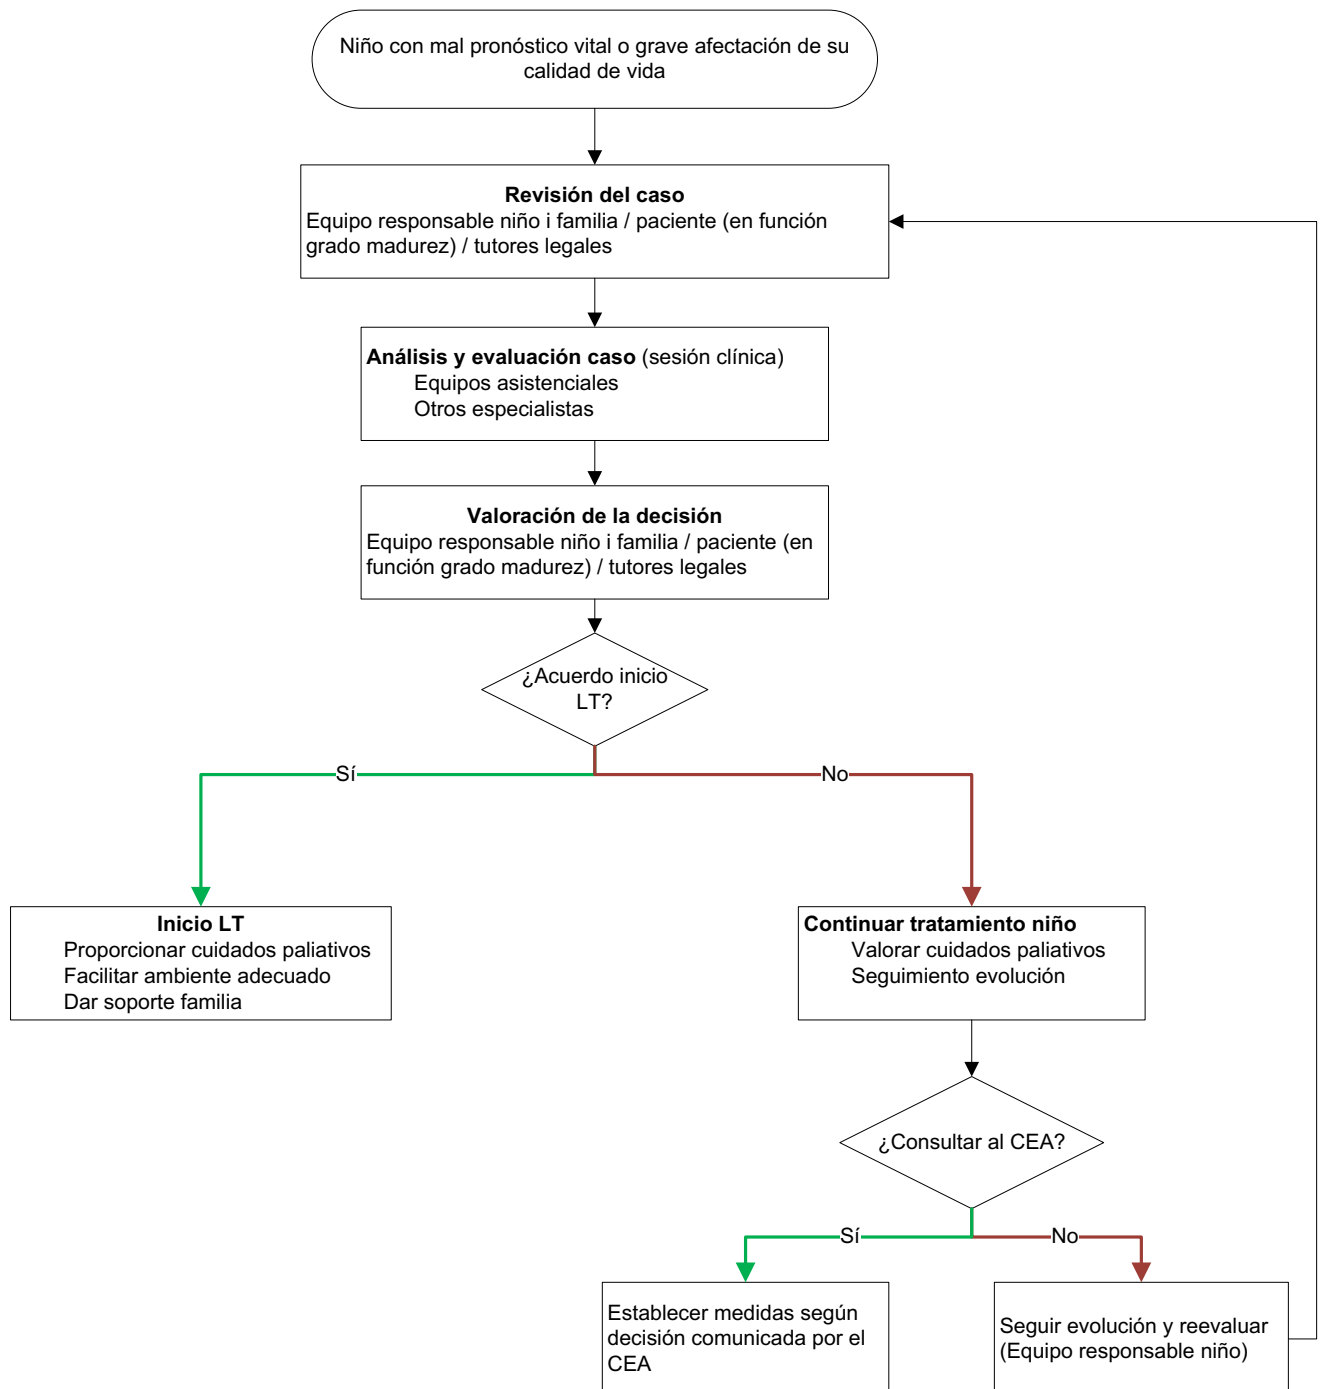 Niño con mal pronóstico vital o grave afectación de su
calidad de vida
Revisión del caso
Equipo responsable niño i familia / paciente (en función
grado madurez) / tutores legales
Análisis y evaluación caso (sesión clínica)
Equipos asistenciales
Otros especialistas
Valoración de la decisión
Equipo responsable niño i familia / paciente (en
función grado madurez) / tutores legales
¿Acuerdo inicio
LT?
Sí
No
Inicio LT
Proporcionar cuidados paliativos
Facilitar ambiente adecuado
Dar soporte familia
Continuar tratamiento niño
Valorar cuidados paliativos
Seguimiento evolución
¿Consultar al CEA?
Sí
No
Establecer medidas según
decisión comunicada por el
CEA
Seguir evolución y reevaluar
(Equipo responsable niño)